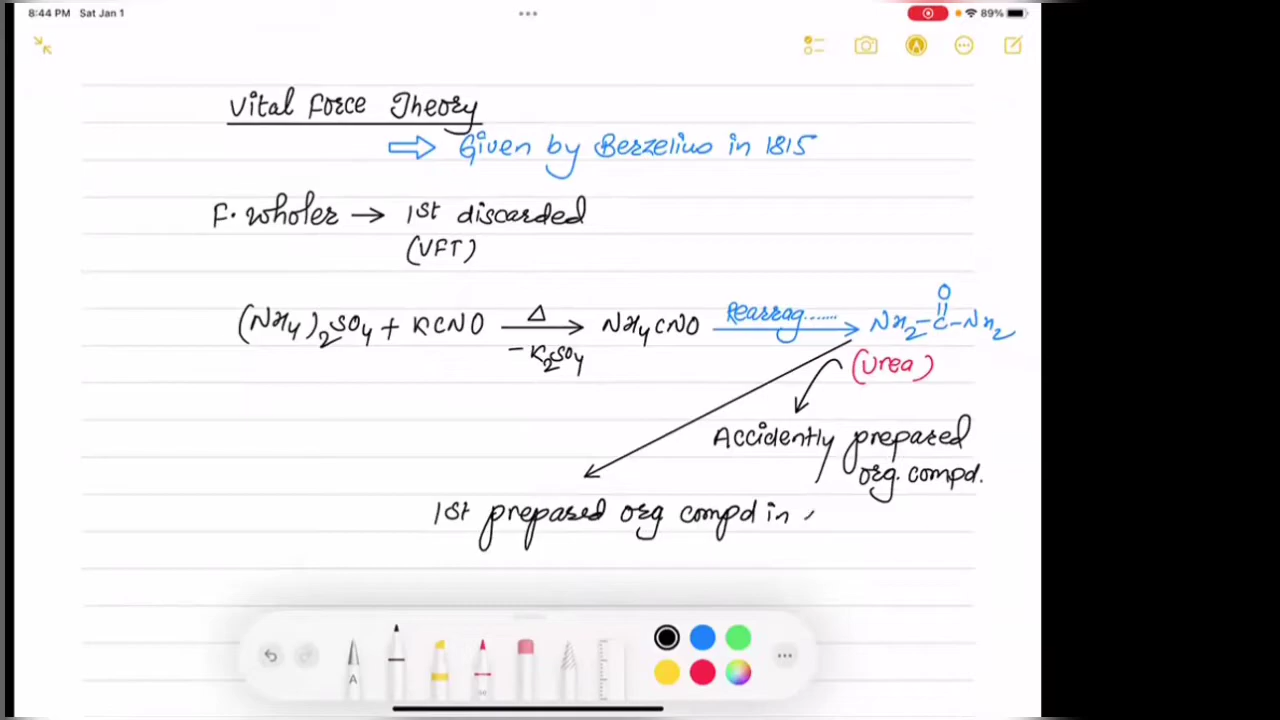 8:44 PM Sat Jan 1
89%
Vital Force Theory
⇒ Given by Berzelius in 1815
F. Wholer → 1st discarded
(VFT)
(NH4)2SO4 + KCNO →Δ −K2SO4 NH4CNO →Rearrag....... NH2–C(=O)–NH2
(Urea)
Accidently prepared
org. compd.
1st prepared org compd in
A